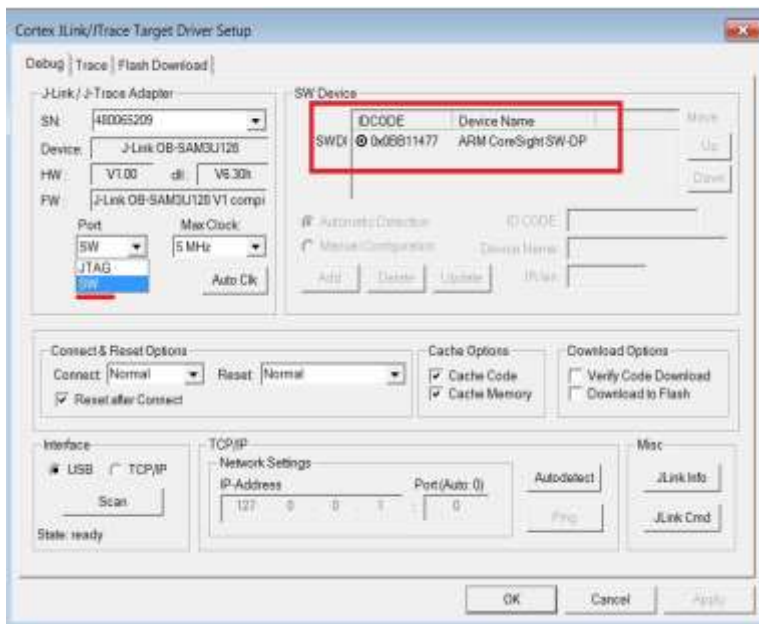 Cortex JLink/JTrace Target Driver Setup
Debug Trace Flash Download
J-Link / J-Trace Adapter
SN: 480065209
Device: J-Link OB-SAM3U128
HW: V1.00 dll: V6.30h
FW: J-Link OB-SAM3U128 V1 compi
Port: Max Clock:
SW 5 MHz
JTAG
SW
Auto Clk
SW Device
IDCODE Device Name Move
SWDI 0x0BB11477 ARM CoreSight SW-DP Up
Down
Automatic Detection ID CODE:
Manual Configuration Device Name:
Add Delete Update IR len:
Connect & Reset Options
Connect: Normal Reset: Normal
Reset after Connect
Cache Options
Cache Code
Cache Memory
Download Options
Verify Code Download
Download to Flash
Interface
USB TCP/IP
Scan
State: ready
TCP/IP
Network Settings
IP-Address Port (Auto: 0)
127 . 0 . 0 . 1 : 0
Autodetect
Ping
Misc
JLink Info
JLink Cmd
OK Cancel Apply